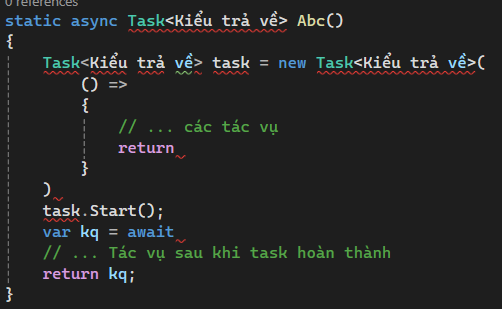 0 references
static async Task<Kiểu trả về> Abc()
{
Task<Kiểu trả về> task = new Task<Kiểu trả về>(
() =>
{
// ... các tác vụ
return
}
)
task.Start();
var kq = await
// ... Tác vụ sau khi task hoàn thành
return kq;
}